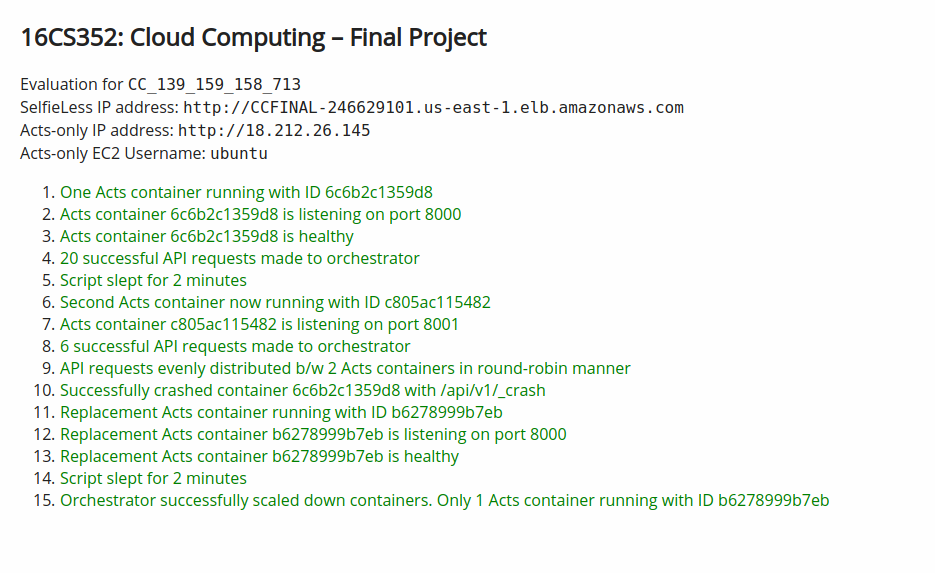 16CS352: Cloud Computing – Final Project
Evaluation for CC_139_159_158_713
SelfieLess IP address: http://CCFINAL-246629101.us-east-1.elb.amazonaws.com
Acts-only IP address: http://18.212.26.145
Acts-only EC2 Username: ubuntu
1. One Acts container running with ID 6c6b2c1359d8
2. Acts container 6c6b2c1359d8 is listening on port 8000
3. Acts container 6c6b2c1359d8 is healthy
4. 20 successful API requests made to orchestrator
5. Script slept for 2 minutes
6. Second Acts container now running with ID c805ac115482
7. Acts container c805ac115482 is listening on port 8001
8. 6 successful API requests made to orchestrator
9. API requests evenly distributed b/w 2 Acts containers in round-robin manner
10. Successfully crashed container 6c6b2c1359d8 with /api/v1/_crash
11. Replacement Acts container running with ID b6278999b7eb
12. Replacement Acts container b6278999b7eb is listening on port 8000
13. Replacement Acts container b6278999b7eb is healthy
14. Script slept for 2 minutes
15. Orchestrator successfully scaled down containers. Only 1 Acts container running with ID b6278999b7eb